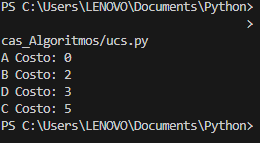 PS C:\Users\LENOVO\Documents\Python>
>
cas_Algoritmos/ucs.py
A Costo: 0
B Costo: 2
D Costo: 3
C Costo: 5
PS C:\Users\LENOVO\Documents\Python>